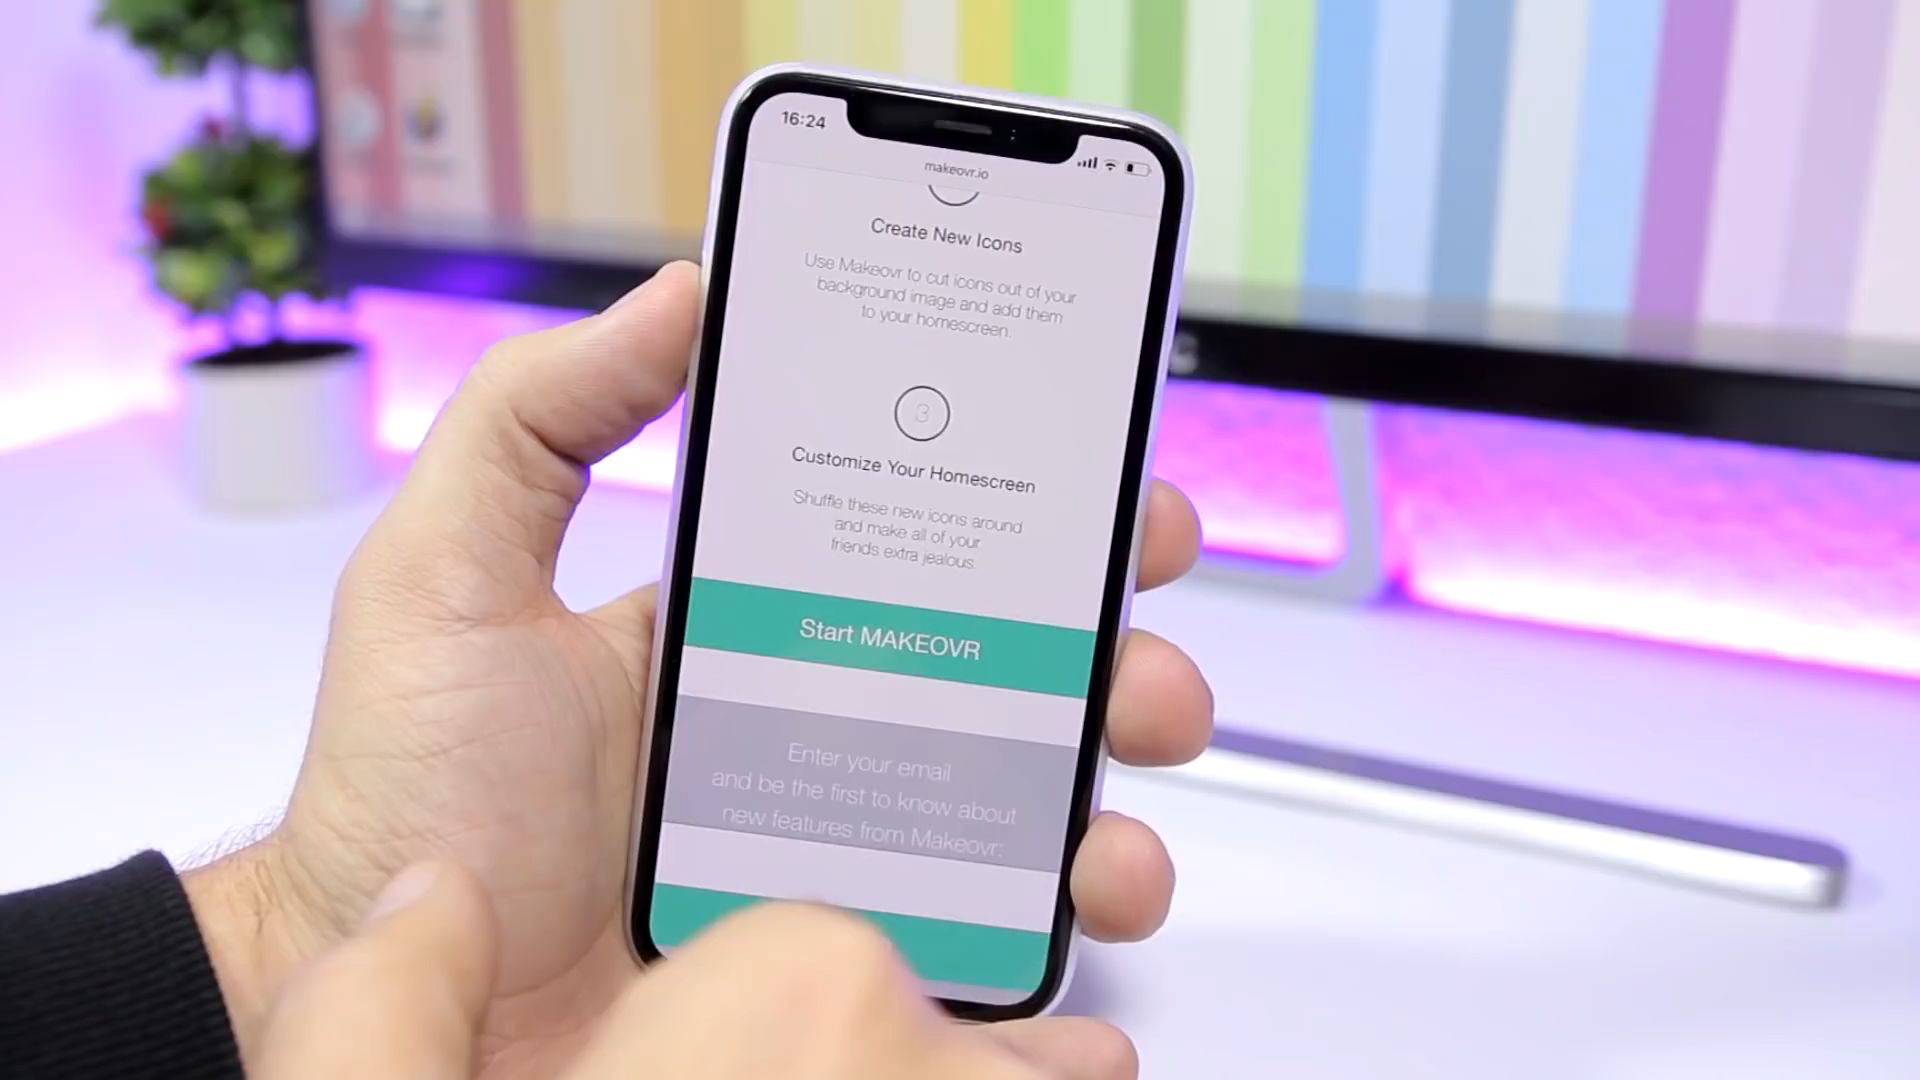 16:24
makeovr.io
Create New Icons
Use Makeovr to cut icons out of your
background image and add them
to your homescreen.
3
Customize Your Homescreen
Shuffle these new icons around
and make all of your
friends extra jealous.
Start MAKEOVR
Enter your email
and be the first to know about
new features from Makeovr: